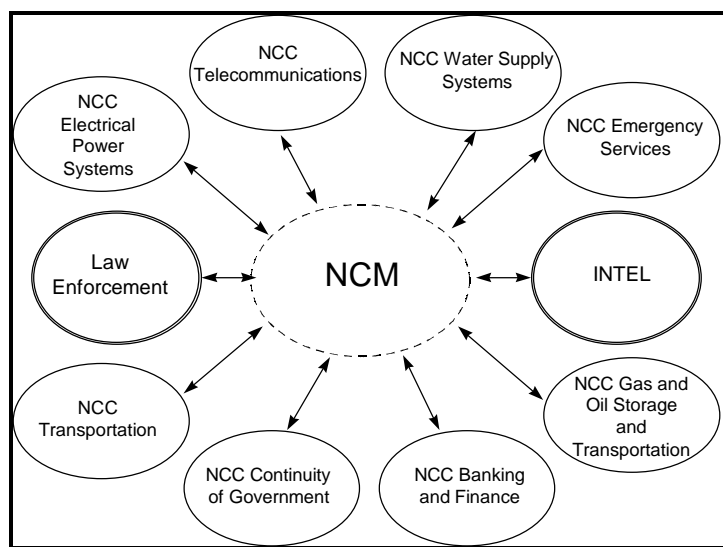 NCC
Telecommunications
NCC Water Supply
Systems
NCC
Electrical
Power
Systems
NCC Emergency
Services
Law
Enforcement
NCM
INTEL
NCC
Transportation
NCC Gas and
Oil Storage
and
Transportation
NCC Continuity
of Government
NCC Banking
and Finance